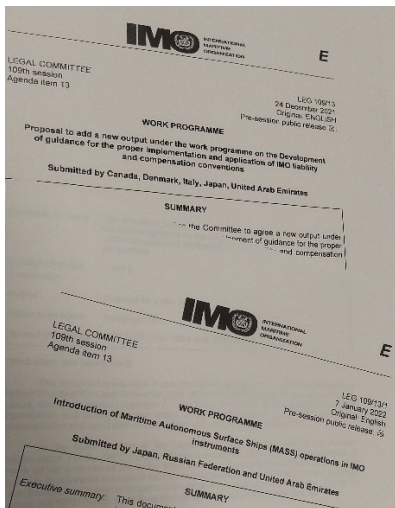 IMO
INTERNATIONAL
MARITIME
ORGANIZATION
E
LEGAL COMMITTEE
109th session
Agenda item 13
LEG 109/13
24 December 2021
Original: ENGLISH
Pre-session public release: ☒
WORK PROGRAMME
Proposal to add a new output under the work programme on the Development
of guidance for the proper implementation and application of IMO liability
and compensation conventions
Submitted by Canada, Denmark, Italy, Japan, United Arab Emirates
SUMMARY
the Committee to agree a new output under
of guidance for the proper
and compensation
IMO
INTERNATIONAL
MARITIME
ORGANIZATION
E
LEGAL COMMITTEE
109th session
Agenda item 13
LEG 109/13/1
7 January 2022
Original: English
Pre-session public release: ☒
WORK PROGRAMME
Introduction of Maritime Autonomous Surface Ships (MASS) operations in IMO
instruments
Submitted by Japan, Russian Federation and United Arab Emirates
SUMMARY
Executive summary: This